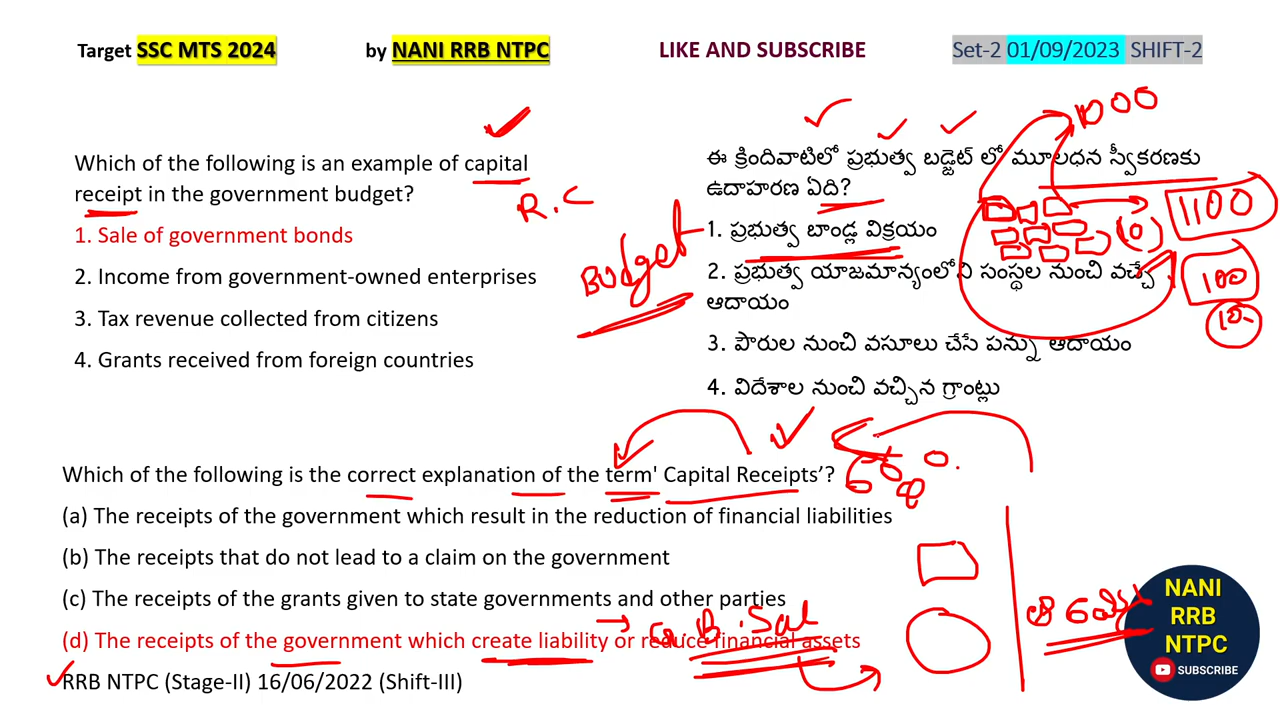 Target SSC MTS 2024 by NANI RRB NTPC LIKE AND SUBSCRIBE Set-2 01/09/2023 SHIFT-2
Which of the following is an example of capital
receipt in the government budget?
1. Sale of government bonds
2. Income from government-owned enterprises
3. Tax revenue collected from citizens
4. Grants received from foreign countries
R.C
Budget
ఈ క్రిందివాటిలో ప్రభుత్వ బడ్జెట్ లో మూలధన స్వీకరణకు
ఉదాహరణ ఏది?
1. ప్రభుత్వ బాండ్ల విక్రయం
2. ప్రభుత్వ యాజమాన్యంలోని సంస్థల నుంచి వచ్చే
ఆదాయం
3. పౌరుల నుంచి వసూలు చేసే పన్ను ఆదాయం
4. విదేశాల నుంచి వచ్చిన గ్రాంట్లు
1000
1100
10
100
Which of the following is the correct explanation of the term' Capital Receipts’?
(a) The receipts of the government which result in the reduction of financial liabilities
(b) The receipts that do not lead to a claim on the government
(c) The receipts of the grants given to state governments and other parties
(d) The receipts of the government which create liability or reduce financial assets
RRB NTPC (Stage-II) 16/06/2022 (Shift-III)
NANI
RRB
NTPC
SUBSCRIBE